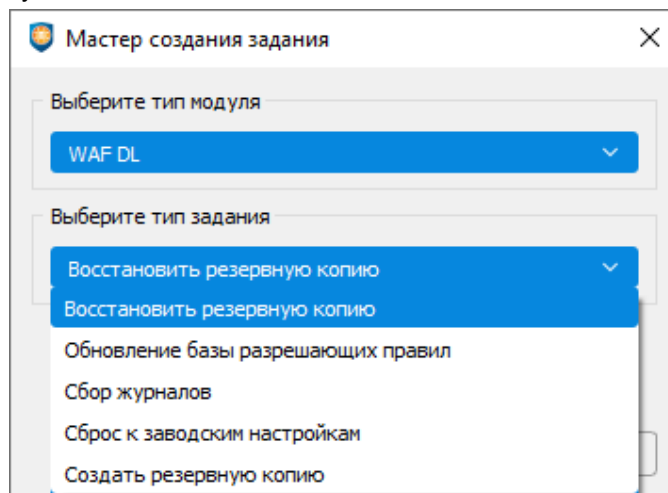 Мастер создания задания
Выберите тип модуля
WAF DL
Выберите тип задания
Восстановить резервную копию
Восстановить резервную копию
Обновление базы разрешающих правил
Сбор журналов
Сброс к заводским настройкам
Создать резервную копию